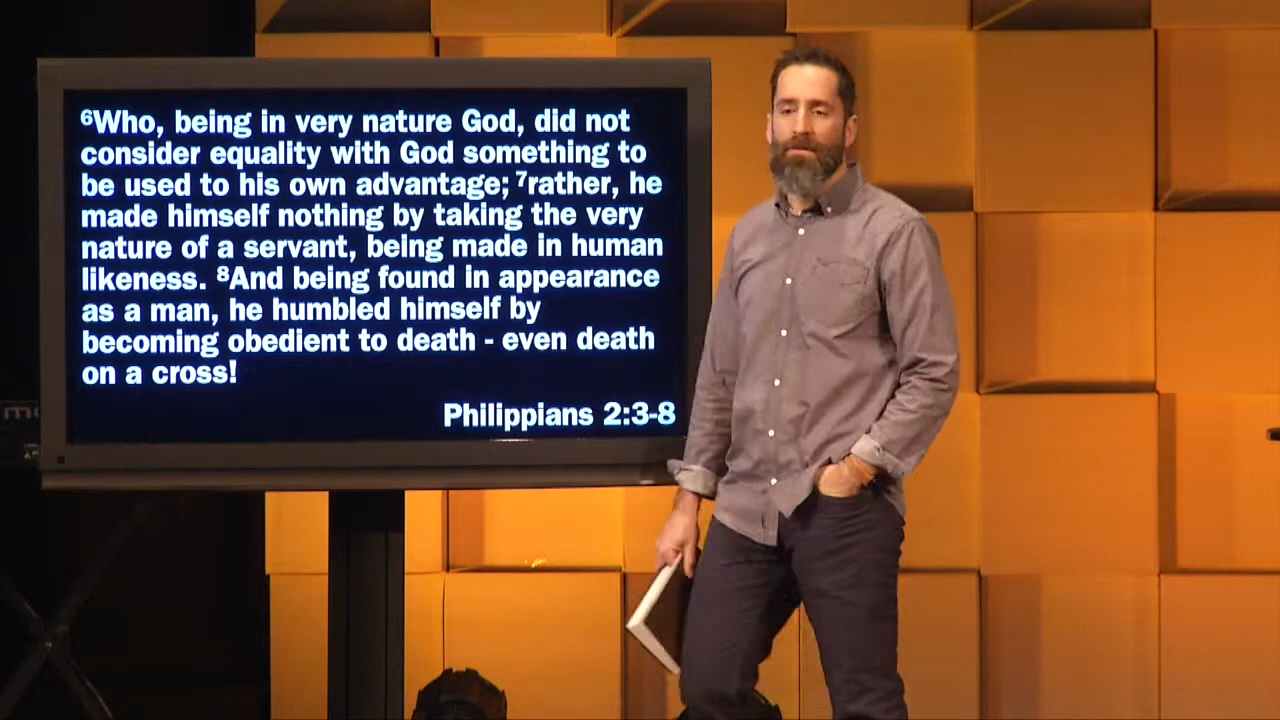 ⁶Who, being in very nature God, did not
consider equality with God something to
be used to his own advantage; ⁷rather, he
made himself nothing by taking the very
nature of a servant, being made in human
likeness. ⁸And being found in appearance
as a man, he humbled himself by
becoming obedient to death - even death
on a cross!
Philippians 2:3-8